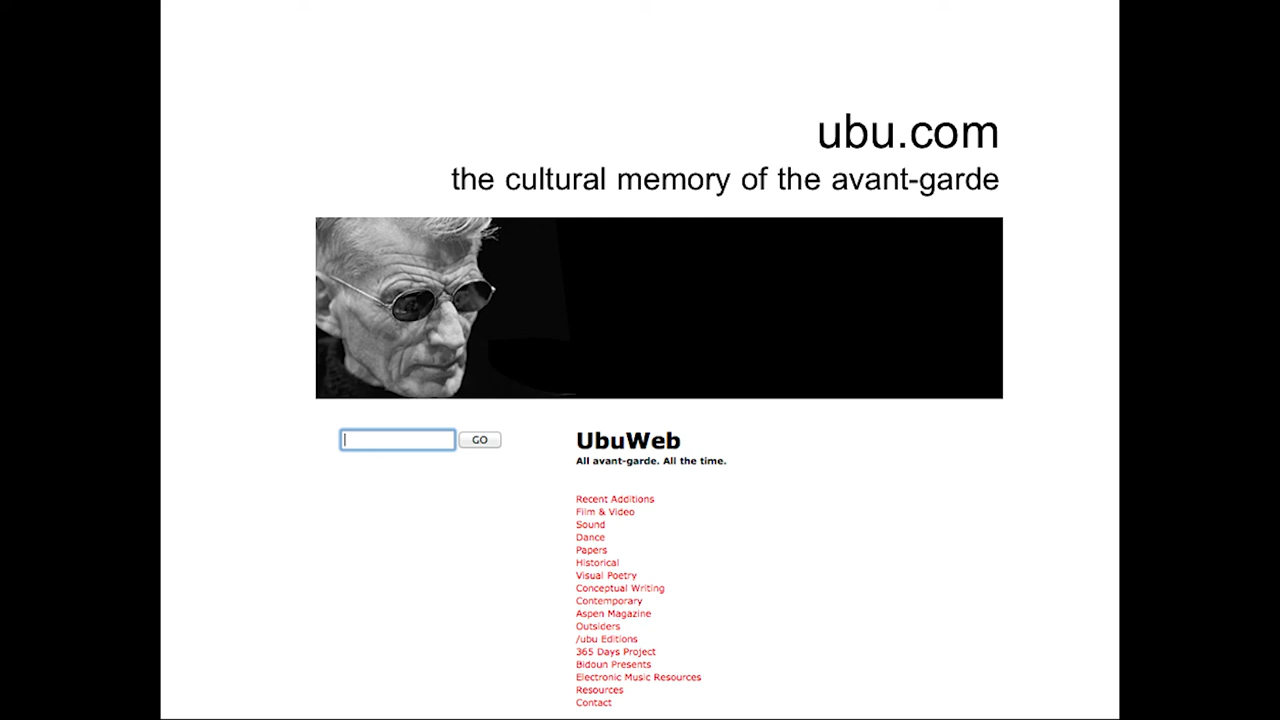 ubu.com
the cultural memory of the avant-garde
GO
UbuWeb
All avant-garde. All the time.
Recent Additions
Film & Video
Sound
Dance
Papers
Historical
Visual Poetry
Conceptual Writing
Contemporary
Aspen Magazine
Outsiders
/ubu Editions
365 Days Project
Bidoun Presents
Electronic Music Resources
Resources
Contact